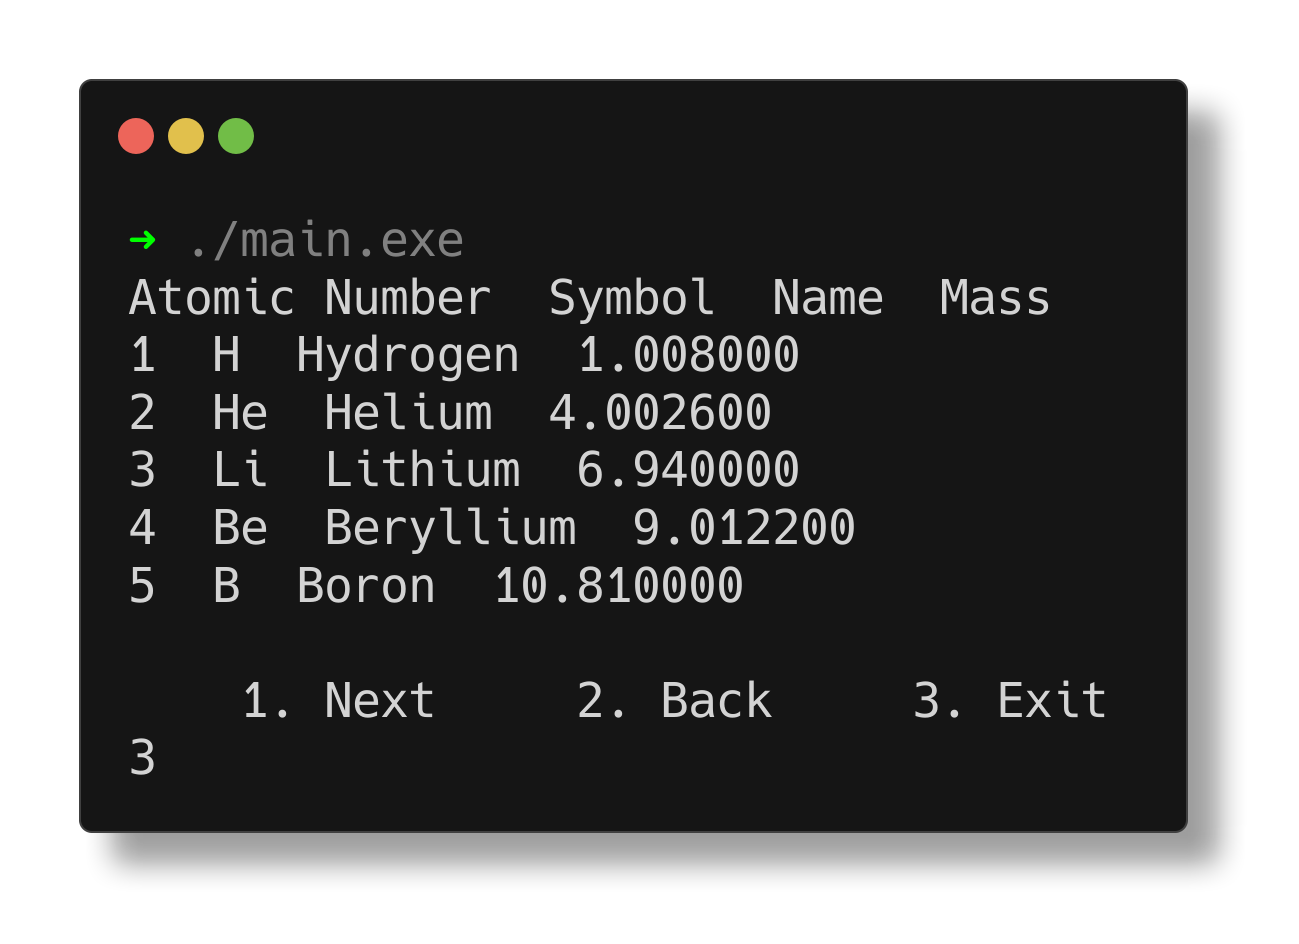 ➜ ./main.exe
Atomic Number  Symbol  Name  Mass
1  H  Hydrogen  1.008000
2  He  Helium  4.002600
3  Li  Lithium  6.940000
4  Be  Beryllium  9.012200
5  B  Boron  10.810000
    1. Next     2. Back     3. Exit
3